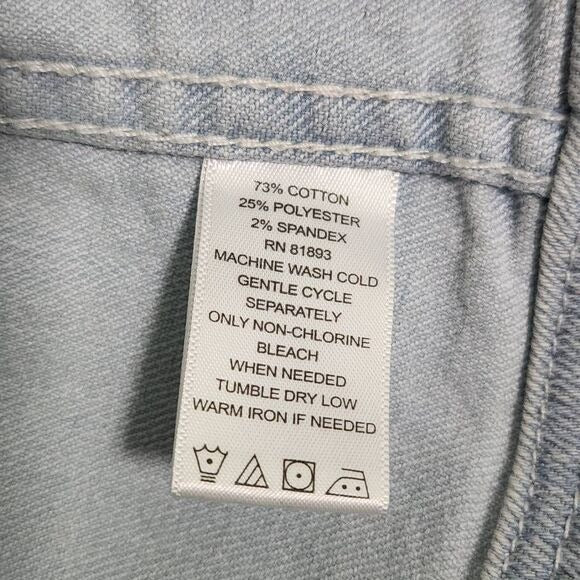 73% COTTON
25% POLYESTER
2% SPANDEX
RN 81893
MACHINE WASH COLD
GENTLE CYCLE
SEPARATELY
ONLY NON-CHLORINE
BLEACH
WHEN NEEDED
TUMBLE DRY LOW
WARM IRON IF NEEDED